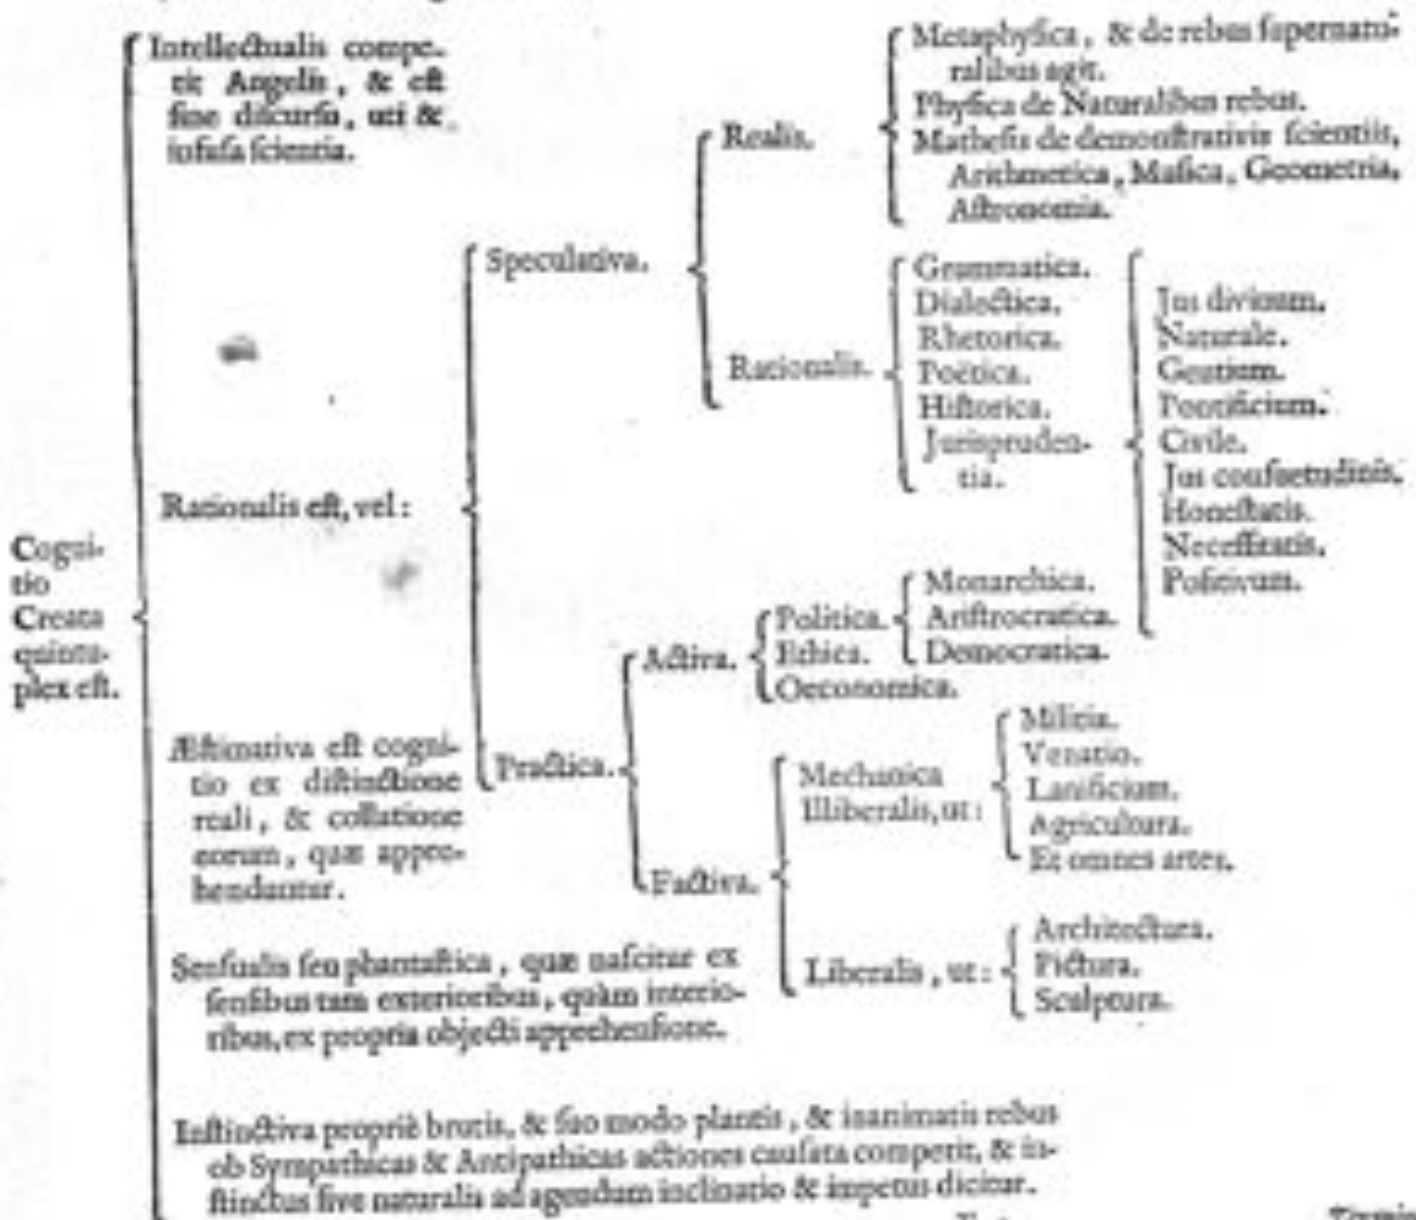 Cogni-
tio
Creata
quintu-
plex eſt.
Intellectualis compe-
tit Angelis, & eſt
ſine diſcurſu, uti &
infuſa ſcientia.
Rationalis eſt, vel:
Speculativa.
Realis.
Metaphyſica, & de rebus ſupernatu-
ralibus agit.
Phyſica de Naturalibus rebus.
Matheſis de demonſtrativis ſcientiis,
Arithmetica, Muſica, Geometria,
Aſtronomia.
Rationalis.
Grammatica.
Dialectica.
Rhetorica.
Poëtica.
Hiſtorica.
Jurispruden-
tia.
Jus divinum.
Naturale.
Gentium.
Pontificium.
Civile.
Jus conſuetudinis.
Honeſtatis.
Neceſſitatis.
Poſitivum.
Practica.
Activa.
Politica.
Ethica.
Oeconomica.
Monarchica.
Ariſtrocratica.
Democratica.
Factiva.
Mechanica
Illiberalis, ut:
Militia.
Venatio.
Lanificium.
Agricultura.
Et omnes artes.
Liberalis, ut:
Architectura.
Pictura.
Sculptura.
Æſtimativa eſt cogni-
tio ex diſtinctione
reali, & collatione
eorum, quæ appre-
henduntur.
Senſualis ſeu phantaſtica, quæ naſcitur ex
ſenſibus tam exterioribus, quàm interio-
ribus, ex propria objecti apprehenſione.
Inſtinctiva propriè brutis, & ſuo modo plantis, & inanimatis rebus
ob Sympathicas & Antipathicas actiones cauſata competit, & in-
ſtinctus ſive naturalis ad agendum inclinatio & impetus dicitur.